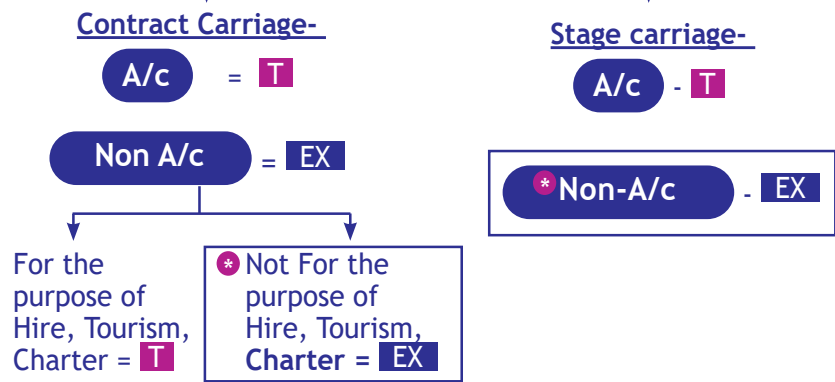 Contract Carriage-
A/c = T
Non A/c = EX
For the
purpose of
Hire, Tourism,
Charter = T
* Not For the
purpose of
Hire, Tourism,
Charter = EX
Stage carriage-
A/c - T
*Non-A/c - EX